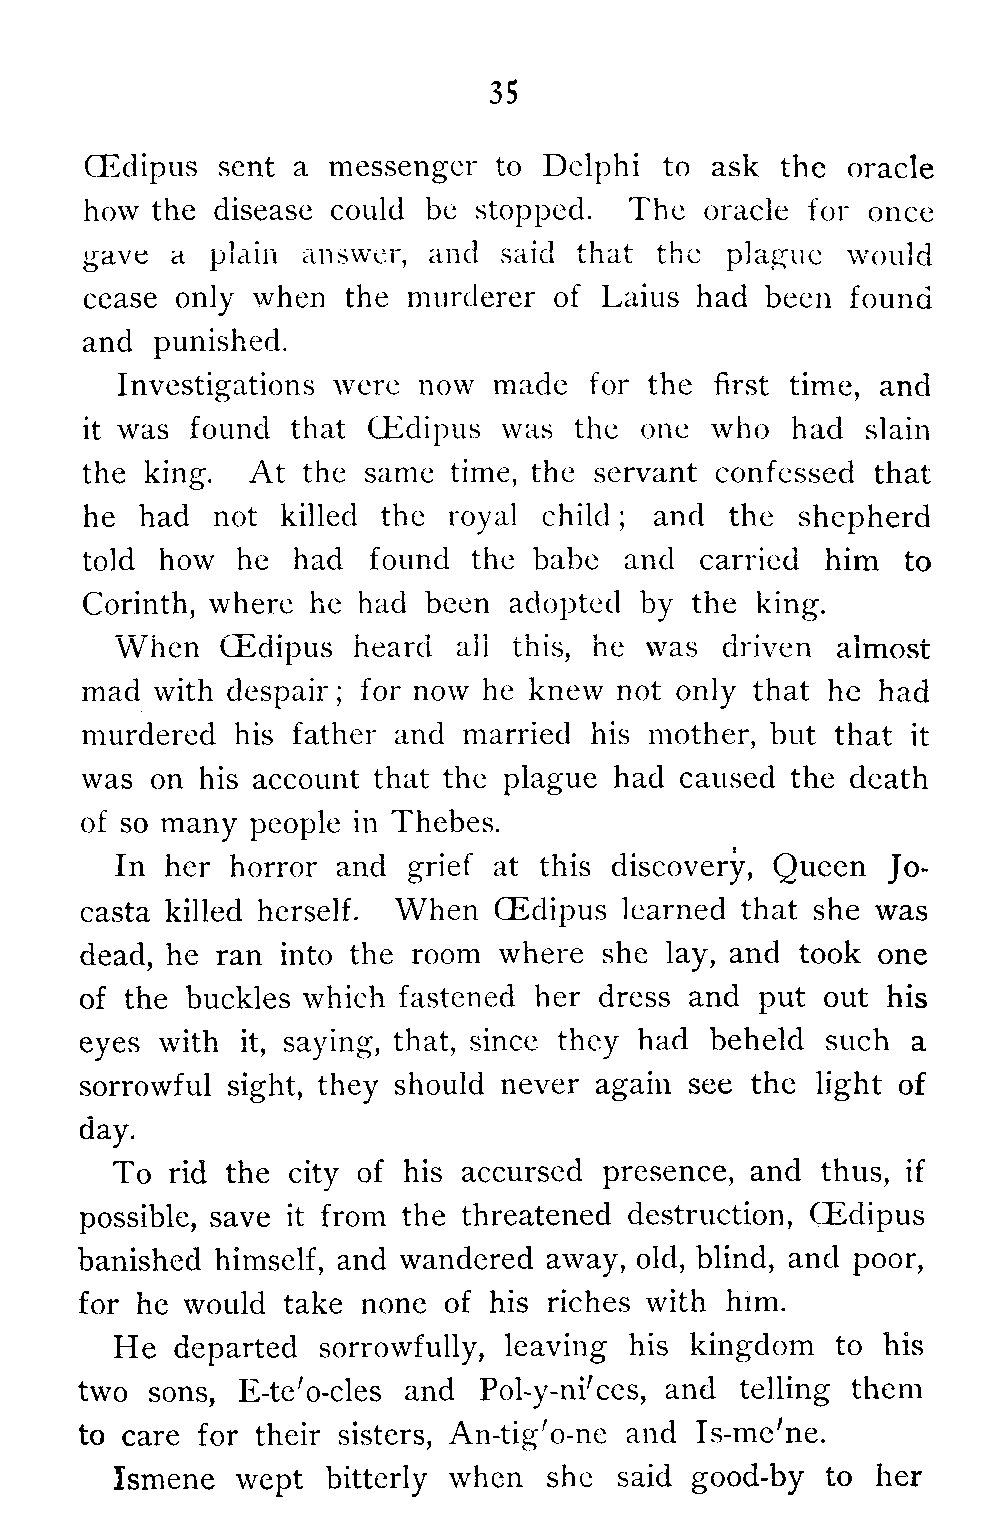 35
Œdipus sent a messenger to Delphi to ask the oracle
how the disease could be stopped. The oracle for once
gave a plain answer, and said that the plague would
cease only when the murderer of Laius had been found
and punished.
Investigations were now made for the first time, and
it was found that Œdipus was the one who had slain
the king. At the same time, the servant confessed that
he had not killed the royal child; and the shepherd
told how he had found the babe and carried him to
Corinth, where he had been adopted by the king.
When Œdipus heard all this, he was driven almost
mad with despair; for now he knew not only that he had
murdered his father and married his mother, but that it
was on his account that the plague had caused the death
of so many people in Thebes.
In her horror and grief at this discovery, Queen Jo-
casta killed herself. When Œdipus learned that she was
dead, he ran into the room where she lay, and took one
of the buckles which fastened her dress and put out his
eyes with it, saying, that, since they had beheld such a
sorrowful sight, they should never again see the light of
day.
To rid the city of his accursed presence, and thus, if
possible, save it from the threatened destruction, Œdipus
banished himself, and wandered away, old, blind, and poor,
for he would take none of his riches with him.
He departed sorrowfully, leaving his kingdom to his
two sons, E-te′o-cles and Pol-y-ni′ces, and telling them
to care for their sisters, An-tig′o-ne and Is-me′ne.
Ismene wept bitterly when she said good-by to her